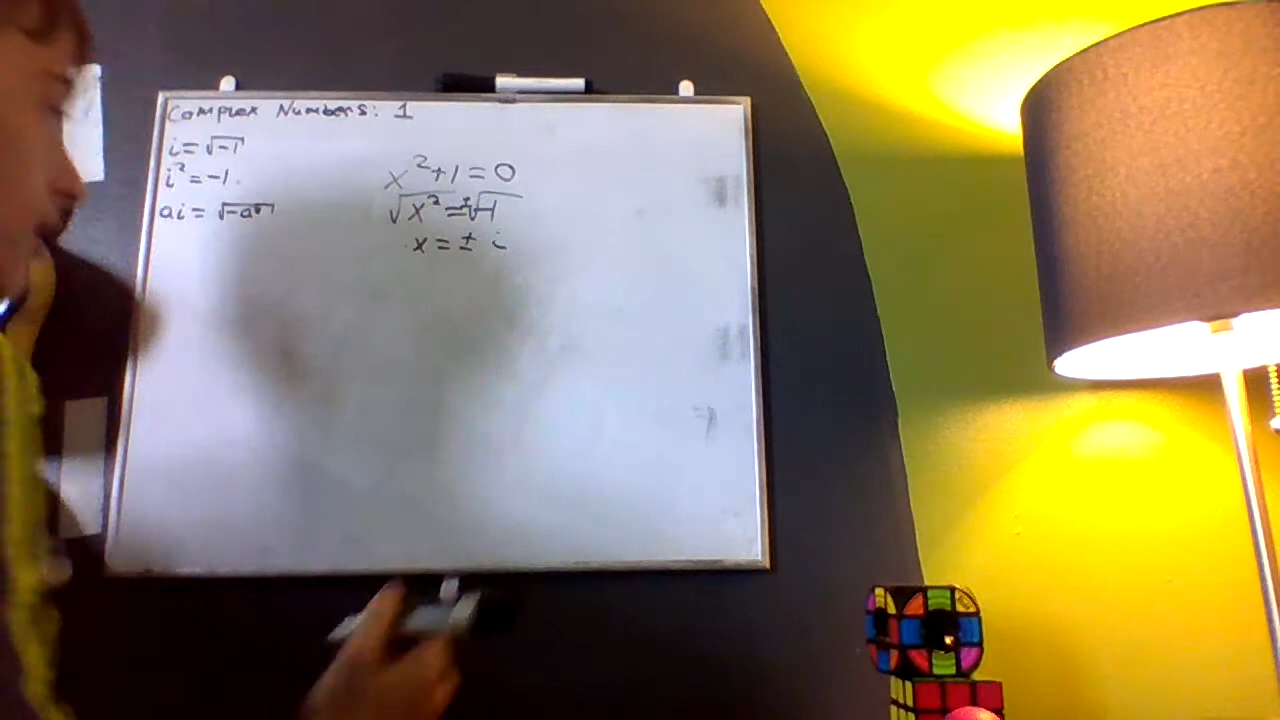 Complex Numbers: 1
i = √-1
i² = -1
ai = √-a²
x² + 1 = 0
√x² = ±√-1
x = ± i